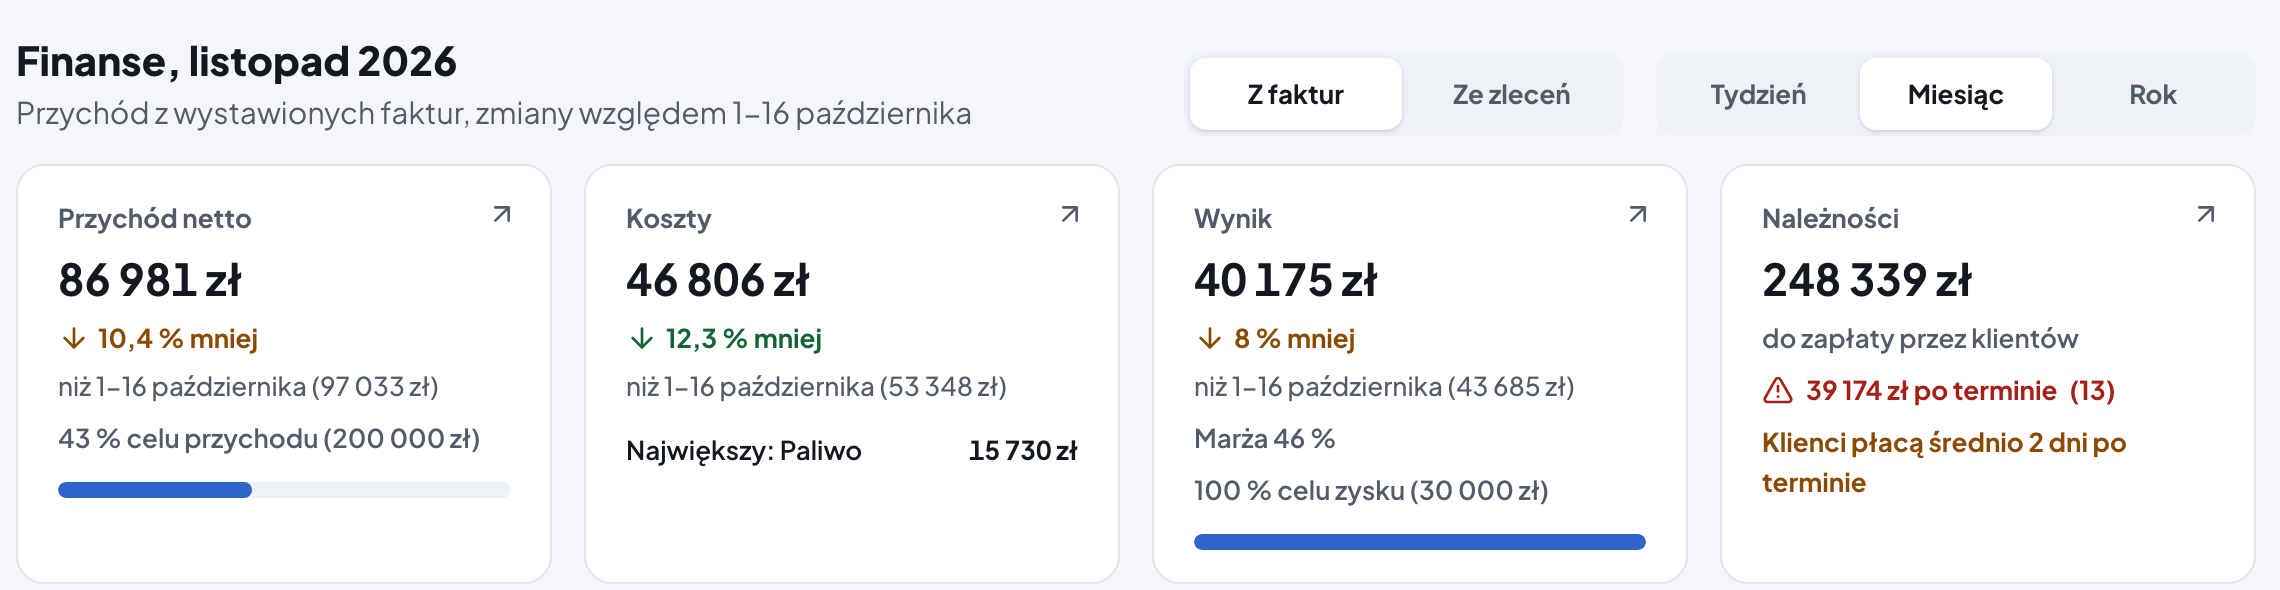 Finanse, listopad 2026
Przychód z wystawionych faktur, zmiany względem 1–16 października
Z faktur
Ze zleceń
Tydzień
Miesiąc
Rok
Przychód netto
86 981 zł
↓ 10,4 % mniej
niż 1–16 października (97 033 zł)
43 % celu przychodu (200 000 zł)
Koszty
46 806 zł
↓ 12,3 % mniej
niż 1–16 października (53 348 zł)
Największy: Paliwo 15 730 zł
Wynik
40 175 zł
↓ 8 % mniej
niż 1–16 października (43 685 zł)
Marża 46 %
100 % celu zysku (30 000 zł)
Należności
248 339 zł
do zapłaty przez klientów
39 174 zł po terminie (13)
Klienci płacą średnio 2 dni po
terminie